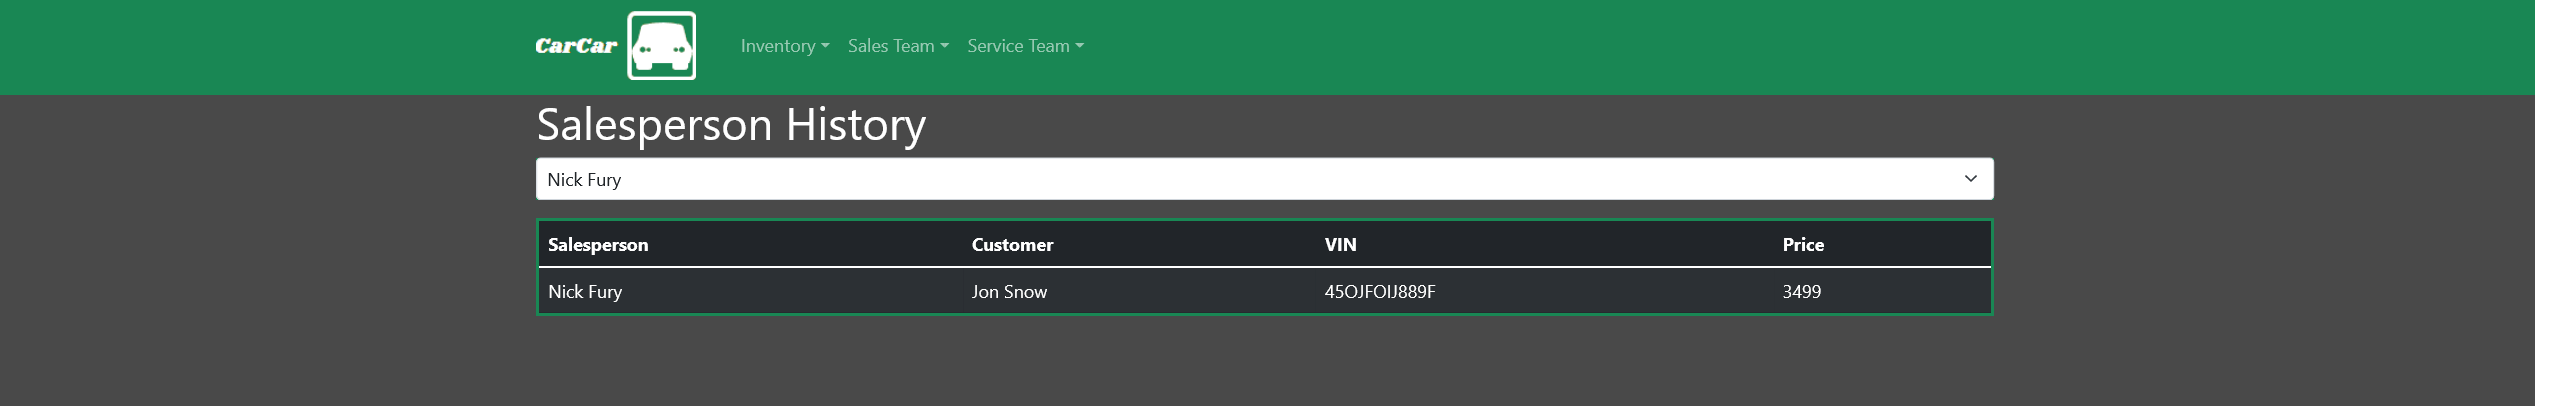 CarCar Inventory Sales Team Service Team
Salesperson History
Nick Fury
Salesperson Customer VIN Price
Nick Fury Jon Snow 45OJFOIJ889F 3499